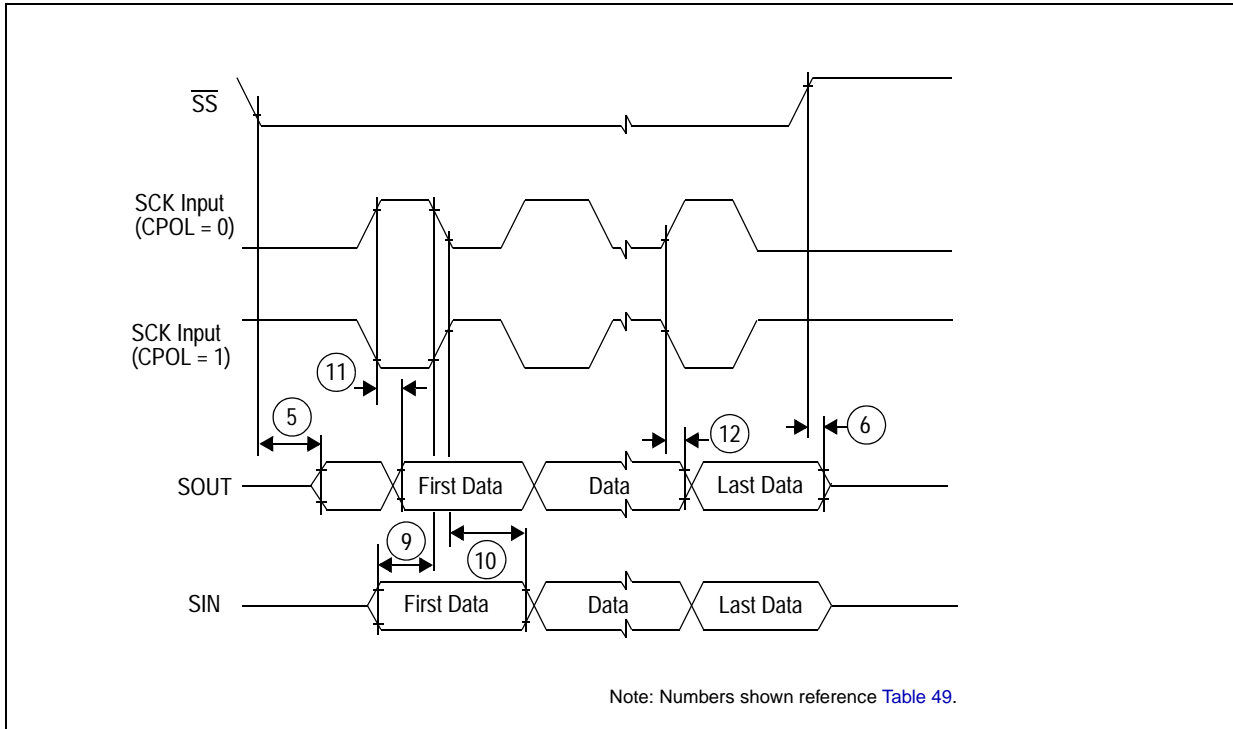 SS
SCK Input
(CPOL = 0)
SCK Input
(CPOL = 1)
11
5
12
6
SOUT
First Data
Data
Last Data
9
10
SIN
First Data
Data
Last Data
Note: Numbers shown reference Table 49.